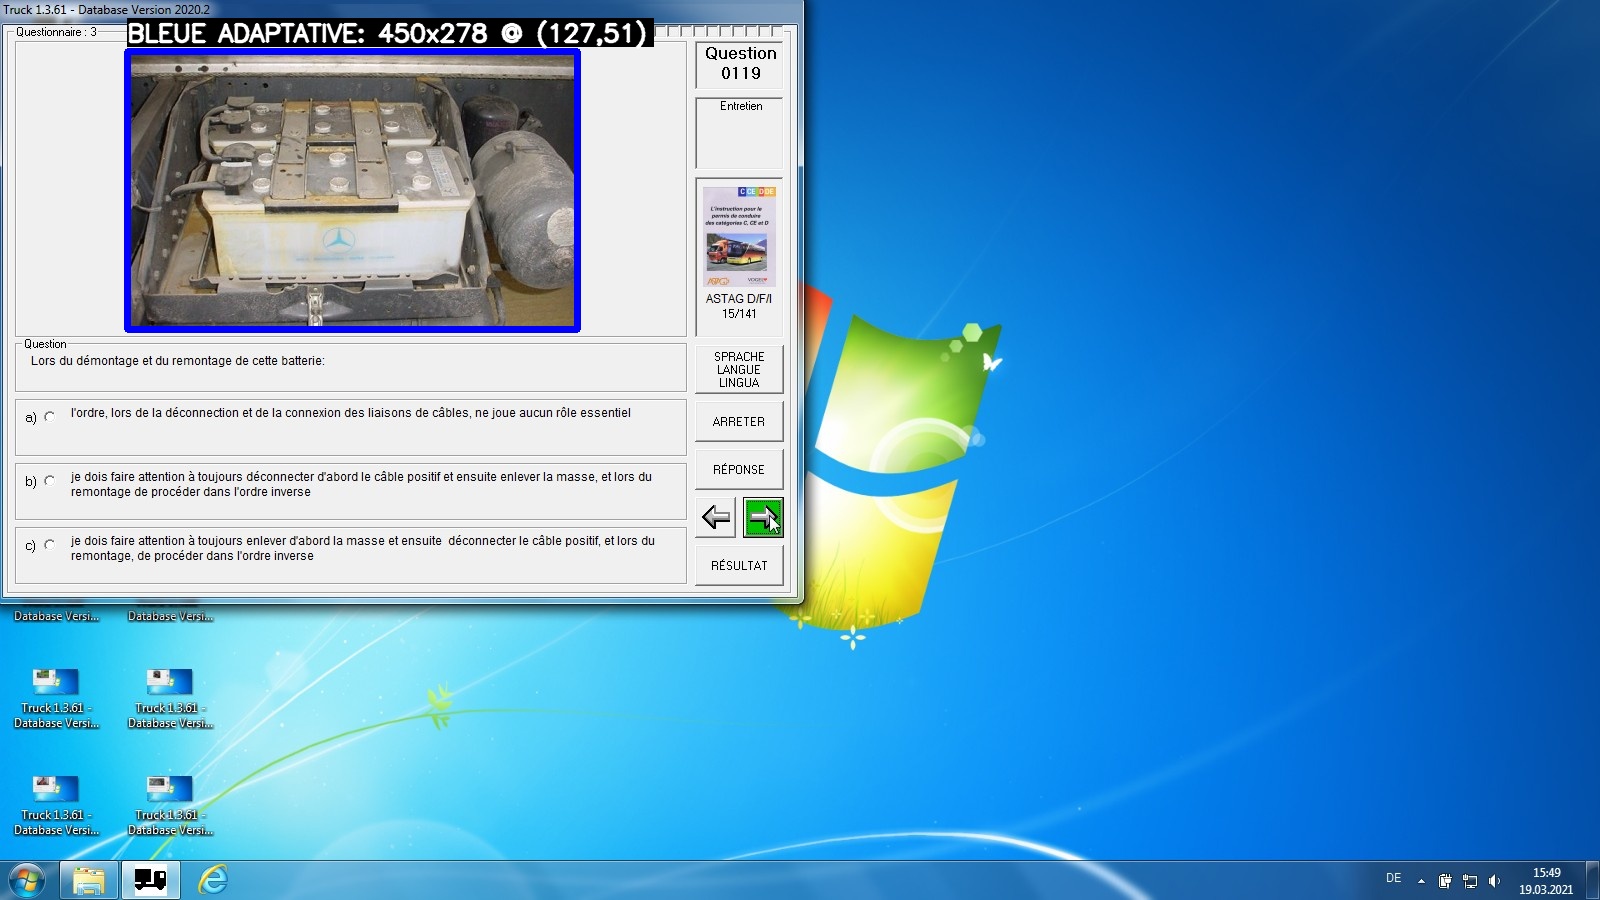 Truck 1.3.61 - Database Version 2020.2
Questionnaire : 3
BLEUE ADAPTATIVE: 450x278 @ (127,51)
Question
0119
Entretien
C CE D DE
L'instruction pour le
permis de conduire
des catégories C, CE et D
ASTAG D/F/I
15/141
Question
Lors du démontage et du remontage de cette batterie:
SPRACHE
LANGUE
LINGUA
a) l'ordre, lors de la déconnection et de la connexion des liaisons de câbles, ne joue aucun rôle essentiel
ARRETER
b) je dois faire attention à toujours déconnecter d'abord le câble positif et ensuite enlever la masse, et lors du
remontage de procéder dans l'ordre inverse
RÉPONSE
c) je dois faire attention à toujours enlever d'abord la masse et ensuite déconnecter le câble positif, et lors du
remontage, de procéder dans l'ordre inverse
RÉSULTAT
Database Versi...
Database Versi...
Truck 1.3.61 -
Database Versi...
Truck 1.3.61 -
Database Versi...
Truck 1.3.61 -
Database Versi...
Truck 1.3.61 -
Database Versi...
DE
15:49
19.03.2021